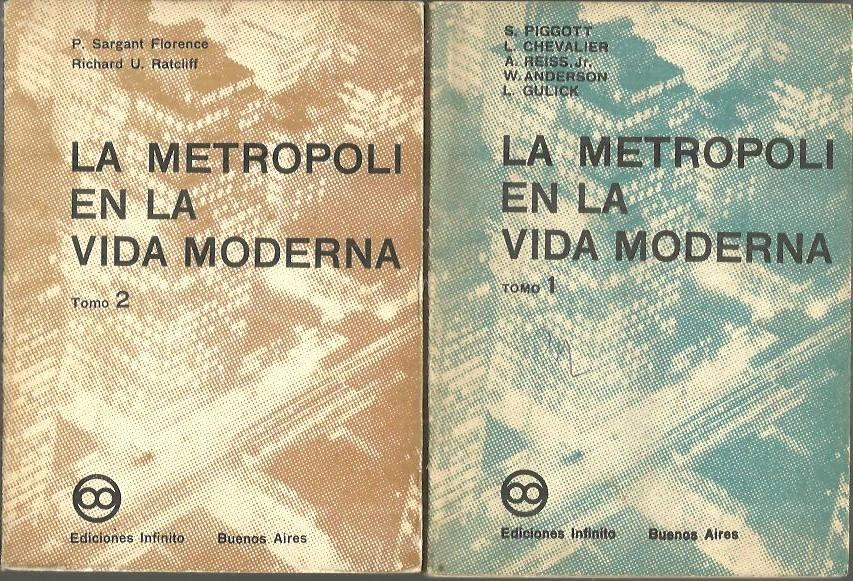 P. Sargant Florence
Richard U. Ratcliff
LA METROPOLI
EN LA
VIDA MODERNA
Tomo 2
Ediciones Infinito Buenos Aires
S. PIGGOTT
L. CHEVALIER
A. REISS. Jr.
W. ANDERSON
L. GULICK
LA METROPOLI
EN LA
VIDA MODERNA
TOMO 1
Ediciones Infinito Buenos Aires